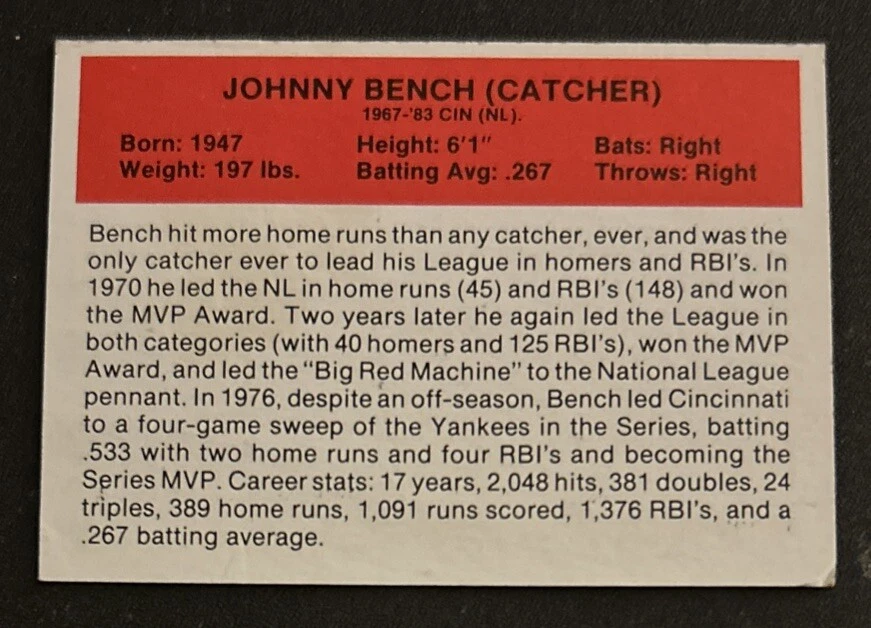 JOHNNY BENCH (CATCHER)
1967-'83 CIN (NL).
Born: 1947 Height: 6'1" Bats: Right
Weight: 197 lbs. Batting Avg: .267 Throws: Right
Bench hit more home runs than any catcher, ever, and was the
only catcher ever to lead his League in homers and RBI's. In
1970 he led the NL in home runs (45) and RBI's (148) and won
the MVP Award. Two years later he again led the League in
both categories (with 40 homers and 125 RBI's), won the MVP
Award, and led the "Big Red Machine" to the National League
pennant. In 1976, despite an off-season, Bench led Cincinnati
to a four-game sweep of the Yankees in the Series, batting
.533 with two home runs and four RBI's and becoming the
Series MVP. Career stats: 17 years, 2,048 hits, 381 doubles, 24
triples, 389 home runs, 1,091 runs scored, 1,376 RBI's, and a
.267 batting average.